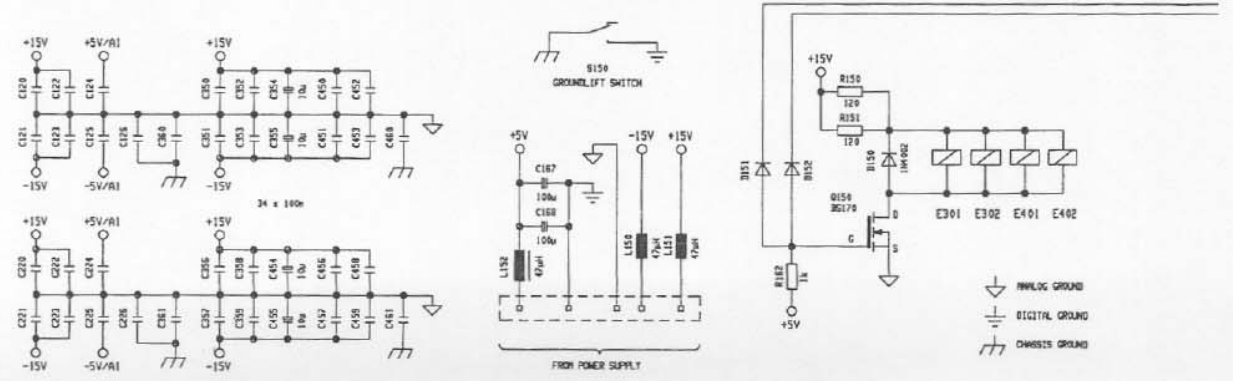 +15V
+5V/A1
+15V
C120
C122
C124
C350
C352
C354
10u
C450
C452
C121
C123
C125
C126
C360
C351
C353
C355
10u
C451
C453
C460
-15V
-5V/A1
-15V
34 x 100n
+15V
+5V/A1
+15V
C220
C222
C224
C356
C358
C454
10u
C456
C458
C221
C223
C225
C226
C361
C357
C359
C455
10u
C457
C459
C461
-15V
-5V/A1
-15V
S150
GROUNDLIFT SWITCH
+5V
-15V
+15V
C167
100u
C168
100u
L152
47µH
L150
47µH
L151
47µH
FROM POWER SUPPLY
+15V
R150
120
R151
120
D151
D152
D150
1N4002
Q150
BS170
D
G
S
E301
E302
E401
E402
R162
1k
+5V
ANALOG GROUND
DIGITAL GROUND
CHASSIS GROUND